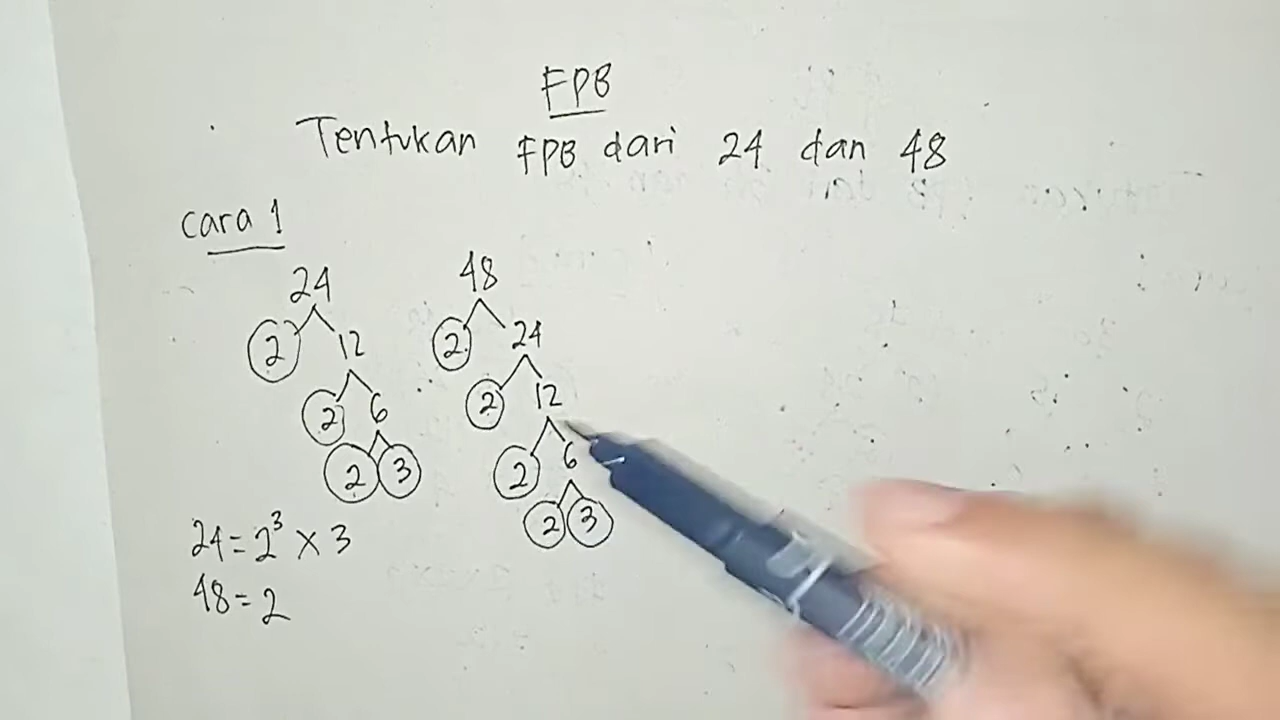 FPB
Tentukan FPB dari 24 dan 48
Cara 1
24 48
2 12 2 24
2 6 2 12
2 3 2 6
2 3
24 = 2³ × 3
48 = 2